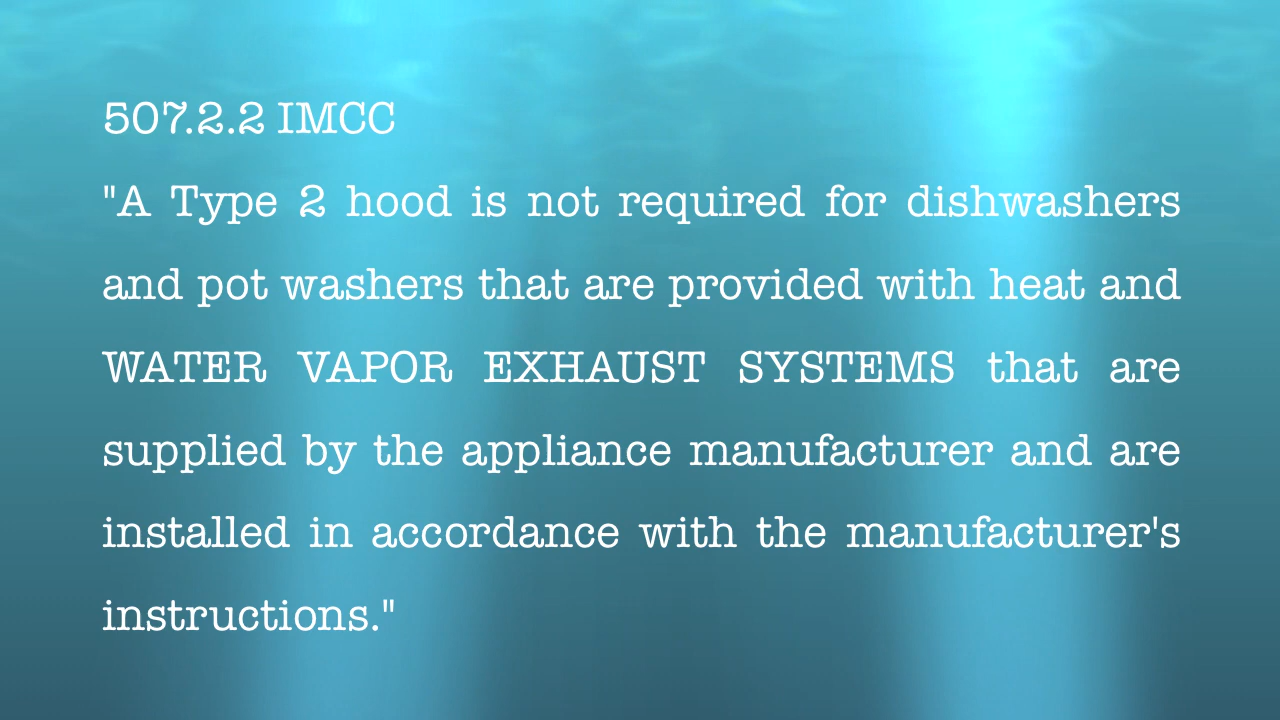 507.2.2 IMCC
"A Type 2 hood is not required for dishwashers
and pot washers that are provided with heat and
WATER VAPOR EXHAUST SYSTEMS that are
supplied by the appliance manufacturer and are
installed in accordance with the manufacturer's
instructions."